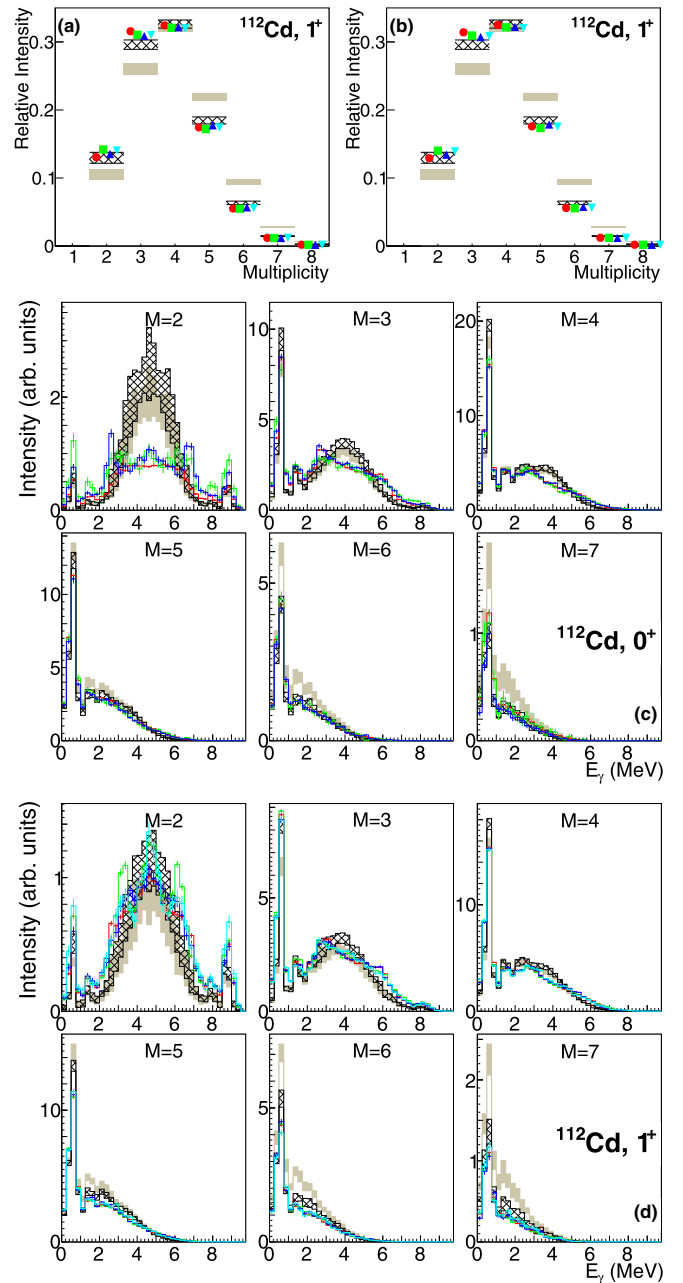 (a) ¹¹²Cd, 1⁺
Relative Intensity
0.3
0.2
0.1
0
1 2 3 4 5 6 7 8
Multiplicity
(b) ¹¹²Cd, 1⁺
Relative Intensity
0.3
0.2
0.1
0
1 2 3 4 5 6 7 8
Multiplicity
Intensity (arb. units)
M=2
2
0
0 2 4 6 8
M=3
10
5
0
0 2 4 6 8
M=4
20
10
0
0 2 4 6 8
M=5
10
5
0
0 2 4 6 8
M=6
5
0
0 2 4 6 8
M=7
1
0
¹¹²Cd, 0⁺
(c)
0 2 4 6 8
E_γ (MeV)
Intensity (arb. units)
M=2
1
0
0 2 4 6 8
M=3
5
0
0 2 4 6 8
M=4
10
0
0 2 4 6 8
M=5
10
0
0 2 4 6 8
M=6
5
0
0 2 4 6 8
M=7
2
1
0
¹¹²Cd, 1⁺
(d)
0 2 4 6 8
E_γ (MeV)